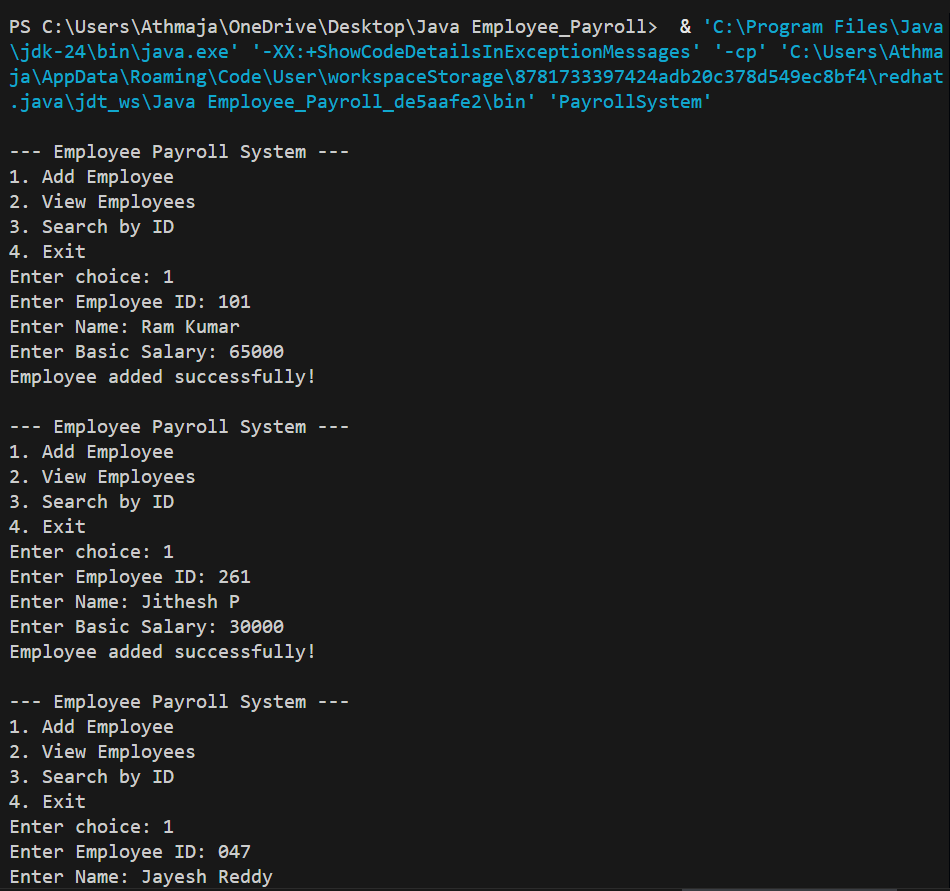 PS C:\Users\Athmaja\OneDrive\Desktop\Java Employee_Payroll>  & 'C:\Program Files\Java
\jdk-24\bin\java.exe' '-XX:+ShowCodeDetailsInExceptionMessages' '-cp' 'C:\Users\Athma
ja\AppData\Roaming\Code\User\workspaceStorage\8781733397424adb20c378d549ec8bf4\redhat
.java\jdt_ws\Java Employee_Payroll_de5aafe2\bin' 'PayrollSystem'
--- Employee Payroll System ---
1. Add Employee
2. View Employees
3. Search by ID
4. Exit
Enter choice: 1
Enter Employee ID: 101
Enter Name: Ram Kumar
Enter Basic Salary: 65000
Employee added successfully!
--- Employee Payroll System ---
1. Add Employee
2. View Employees
3. Search by ID
4. Exit
Enter choice: 1
Enter Employee ID: 261
Enter Name: Jithesh P
Enter Basic Salary: 30000
Employee added successfully!
--- Employee Payroll System ---
1. Add Employee
2. View Employees
3. Search by ID
4. Exit
Enter choice: 1
Enter Employee ID: 047
Enter Name: Jayesh Reddy